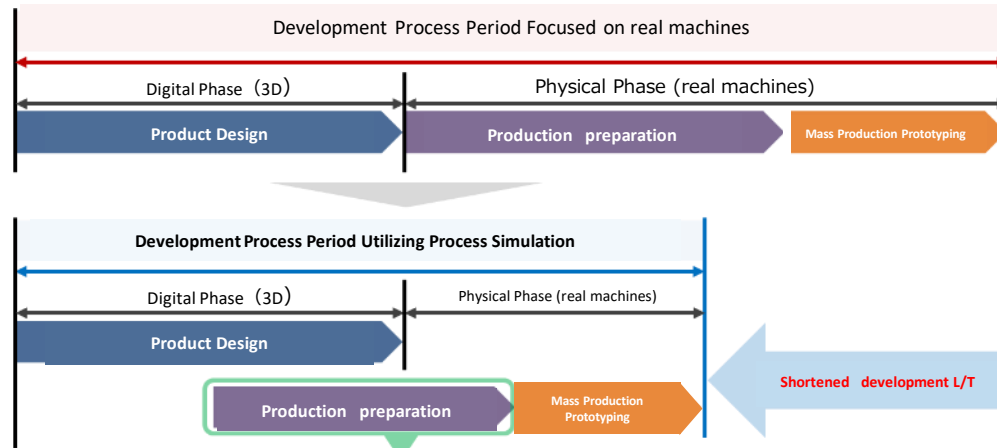 Development Process Period Focused on real machines
Digital Phase（3D）
Physical Phase (real machines)
Product Design
Production preparation
Mass Production Prototyping
Development Process Period Utilizing Process Simulation
Digital Phase（3D）
Physical Phase (real machines)
Product Design
Shortened development L/T
Production preparation
Mass Production
Prototyping